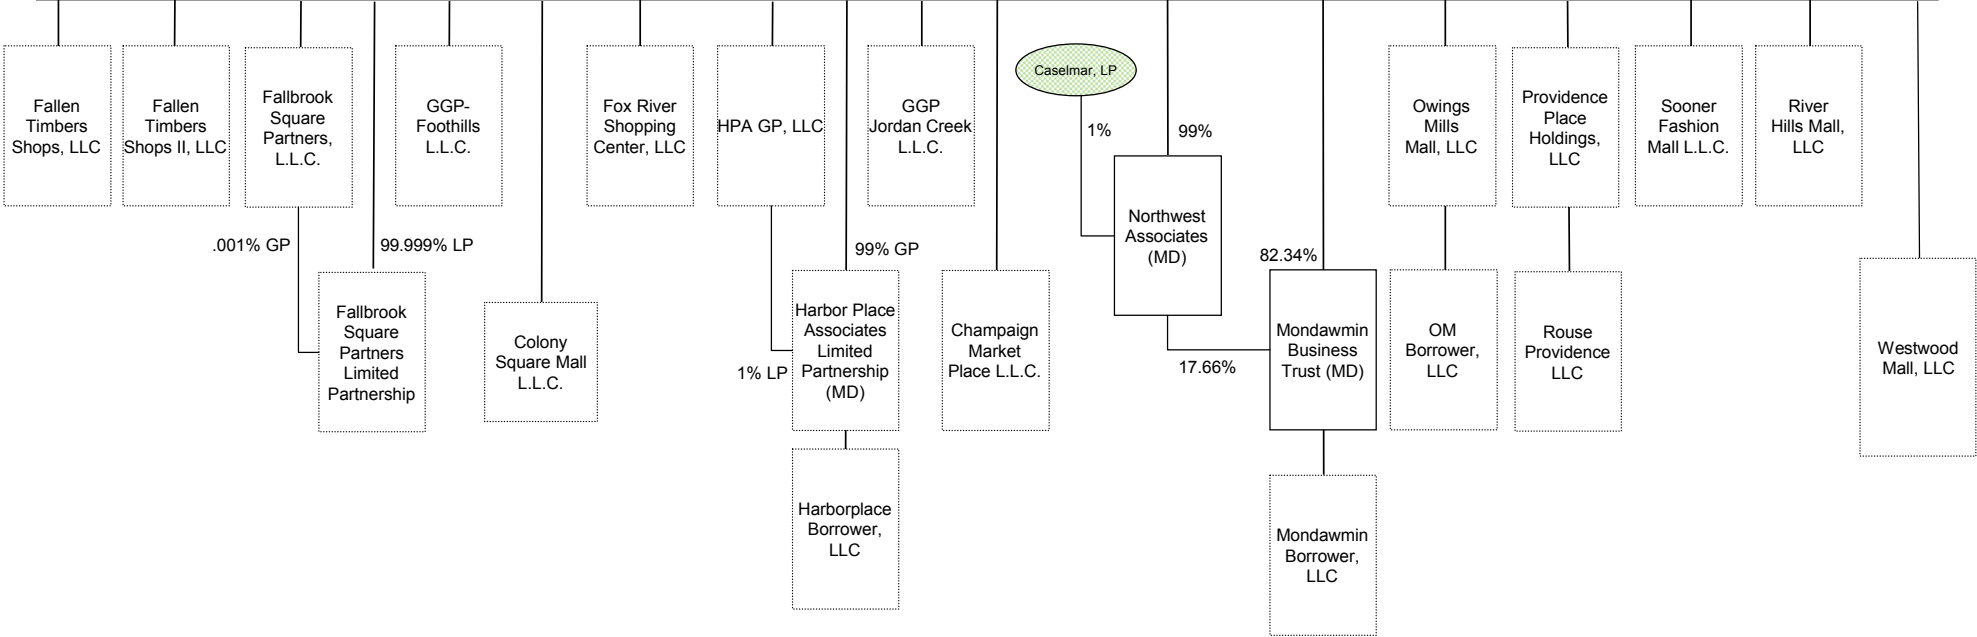 Fallen
Timbers
Shops, LLC
Fallen
Timbers
Shops II, LLC
Fallbrook
Square
Partners,
L.L.C.
GGP-
Foothills
L.L.C.
Fox River
Shopping
Center, LLC
HPA GP, LLC
GGP
Jordan Creek
L.L.C.
Caselmar, LP
1%
99%
Owings
Mills
Mall, LLC
Providence
Place
Holdings,
LLC
Sooner
Fashion
Mall L.L.C.
River
Hills Mall,
LLC
.001% GP
99.999% LP
99% GP
Northwest
Associates
(MD)
82.34%
Fallbrook
Square
Partners
Limited
Partnership
Colony
Square Mall
L.L.C.
1% LP
Harbor Place
Associates
Limited
Partnership
(MD)
Champaign
Market
Place L.L.C.
17.66%
Mondawmin
Business
Trust (MD)
OM
Borrower,
LLC
Rouse
Providence
LLC
Westwood
Mall, LLC
Harborplace
Borrower,
LLC
Mondawmin
Borrower,
LLC